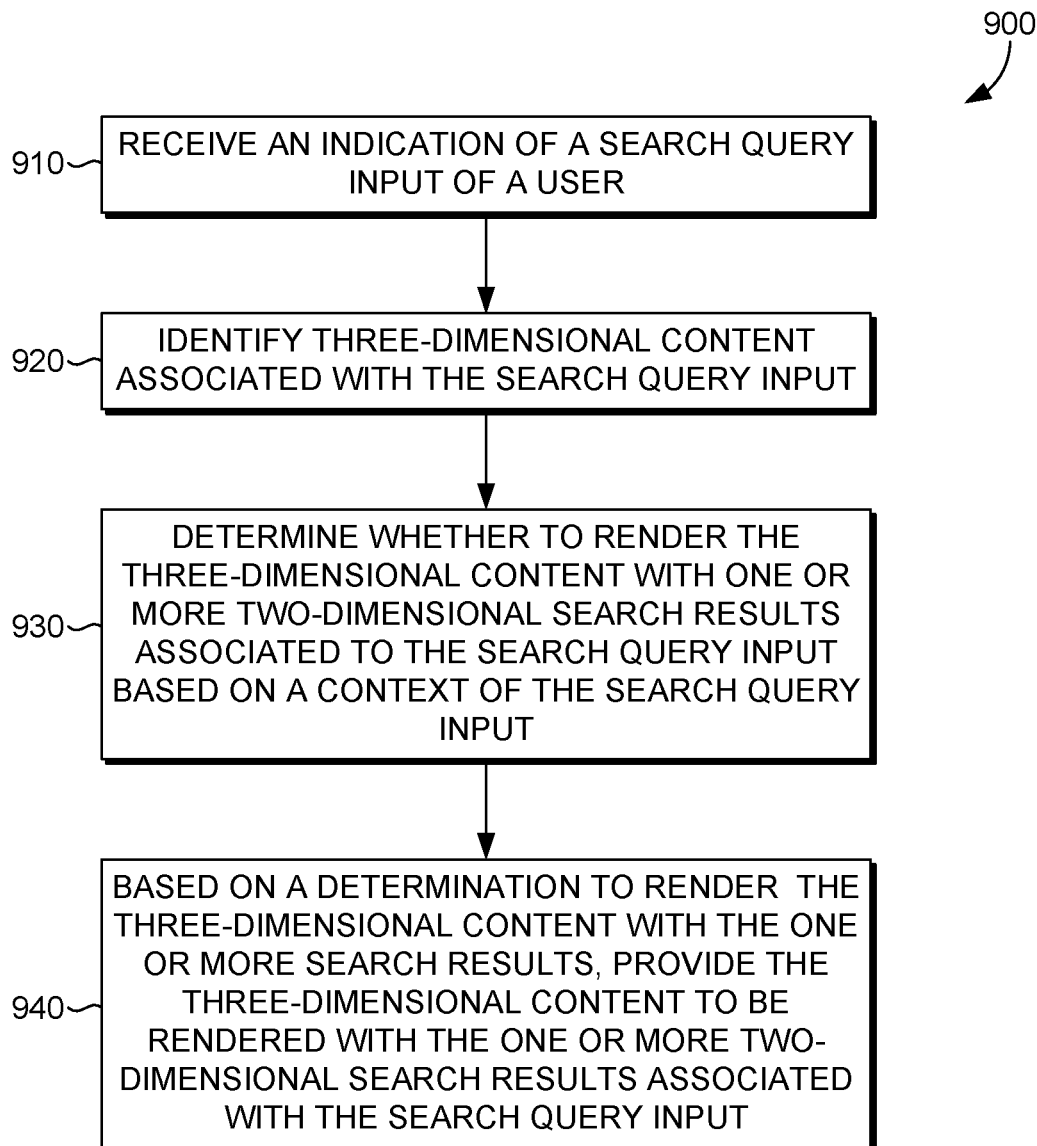 900
910
RECEIVE AN INDICATION OF A SEARCH QUERY
INPUT OF A USER
920
IDENTIFY THREE-DIMENSIONAL CONTENT
ASSOCIATED WITH THE SEARCH QUERY INPUT
930
DETERMINE WHETHER TO RENDER THE
THREE-DIMENSIONAL CONTENT WITH ONE OR
MORE TWO-DIMENSIONAL SEARCH RESULTS
ASSOCIATED TO THE SEARCH QUERY INPUT
BASED ON A CONTEXT OF THE SEARCH QUERY
INPUT
940
BASED ON A DETERMINATION TO RENDER THE
THREE-DIMENSIONAL CONTENT WITH THE ONE
OR MORE SEARCH RESULTS, PROVIDE THE
THREE-DIMENSIONAL CONTENT TO BE
RENDERED WITH THE ONE OR MORE TWO-
DIMENSIONAL SEARCH RESULTS ASSOCIATED
WITH THE SEARCH QUERY INPUT